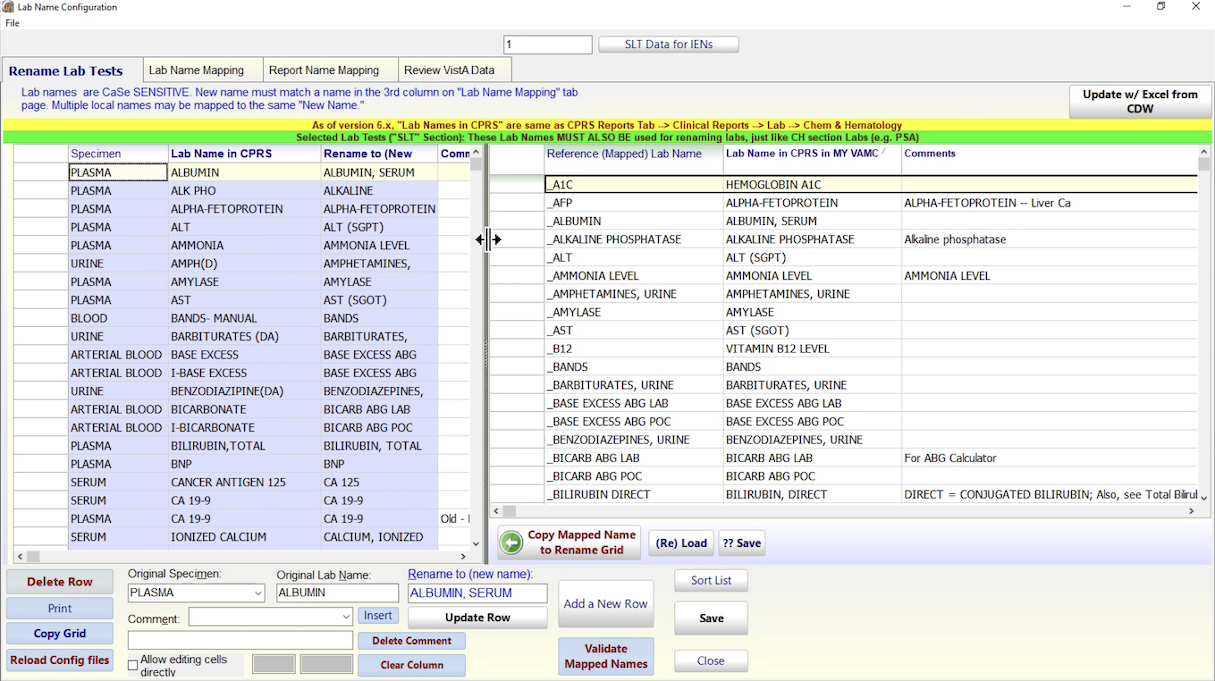 Lab Name Configuration
File
1
SLT Data for IENs
Rename Lab Tests
Lab Name Mapping
Report Name Mapping
Review VistA Data
Lab names are CaSe SENSITIVE. New name must match a name in the 3rd column on "Lab Name Mapping" tab
page. Multiple local names may be mapped to the same "New Name."
Update w/ Excel from
CDW
As of version 6.x, "Lab Names in CPRS" are same as CPRS Reports Tab --> Clinical Reports --> Lab --> Chem & Hematology
Selected Lab Tests ("SLT" Section): These Lab Names MUST ALSO BE used for renaming labs, just like CH section Labs (e.g. PSA)
Specimen Lab Name in CPRS Rename to (New Comm
PLASMA ALBUMIN ALBUMIN, SERUM
PLASMA ALK PHO ALKALINE
PLASMA ALPHA-FETOPROTEIN ALPHA-FETOPROTEIN
PLASMA ALT ALT (SGPT)
PLASMA AMMONIA AMMONIA LEVEL
URINE AMPH(D) AMPHETAMINES,
PLASMA AMYLASE AMYLASE
PLASMA AST AST (SGOT)
BLOOD BANDS- MANUAL BANDS
URINE BARBITURATES (DA) BARBITURATES,
ARTERIAL BLOOD BASE EXCESS BASE EXCESS ABG
ARTERIAL BLOOD I-BASE EXCESS BASE EXCESS ABG
URINE BENZODIAZIPINE(DA) BENZODIAZEPINES,
ARTERIAL BLOOD BICARBONATE BICARB ABG LAB
ARTERIAL BLOOD I-BICARBONATE BICARB ABG POC
PLASMA BILIRUBIN,TOTAL BILIRUBIN, TOTAL
PLASMA BNP BNP
SERUM CANCER ANTIGEN 125 CA 125
SERUM CA 19-9 CA 19-9
PLASMA CA 19-9 CA 19-9 Old -
SERUM IONIZED CALCIUM CALCIUM, IONIZED
Reference (Mapped) Lab Name Lab Name in CPRS in MY VAMC Comments
_A1C HEMOGLOBIN A1C
_AFP ALPHA-FETOPROTEIN ALPHA-FETOPROTEIN -- Liver Ca
_ALBUMIN ALBUMIN, SERUM
_ALKALINE PHOSPHATASE ALKALINE PHOSPHATASE Alkaline phosphatase
_ALT ALT (SGPT)
_AMMONIA LEVEL AMMONIA LEVEL AMMONIA LEVEL
_AMPHETAMINES, URINE AMPHETAMINES, URINE
_AMYLASE AMYLASE
_AST AST (SGOT)
_B12 VITAMIN B12 LEVEL
_BANDS BANDS
_BARBITURATES, URINE BARBITURATES, URINE
_BASE EXCESS ABG LAB BASE EXCESS ABG LAB
_BASE EXCESS ABG POC BASE EXCESS ABG POC
_BENZODIAZEPINES, URINE BENZODIAZEPINES, URINE
_BICARB ABG LAB BICARB ABG LAB For ABG Calculator
_BICARB ABG POC BICARB ABG POC
_BILIRUBIN DIRECT BILIRUBIN, DIRECT DIRECT = CONJUGATED BILIRUBIN; Also, see Total Bilirul
Copy Mapped Name
to Rename Grid
(Re) Load
?? Save
Delete Row
Print
Copy Grid
Reload Config files
Original Specimen:
PLASMA
Original Lab Name:
ALBUMIN
Rename to (new name):
ALBUMIN, SERUM
Comment:
Insert
Update Row
Delete Comment
Allow editing cells
directly
Clear Column
Add a New Row
Validate
Mapped Names
Sort List
Save
Close